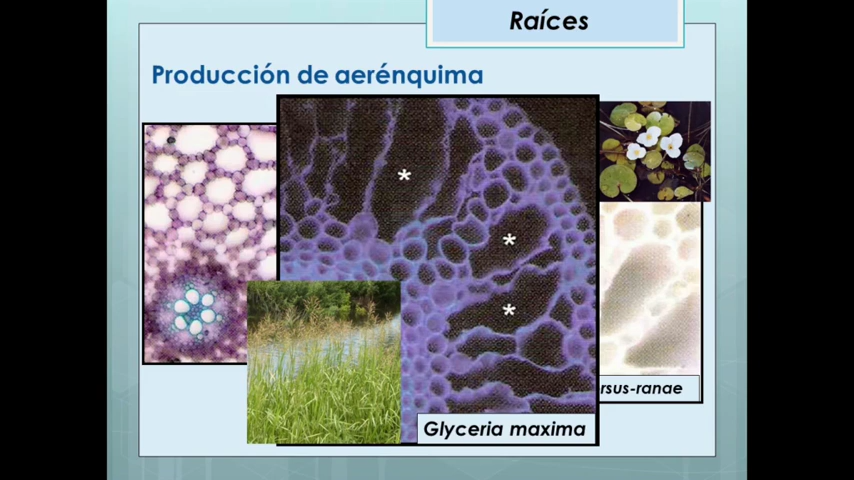 Raíces
Producción de aerénquima
* 
*
*
rsus-ranae
Glyceria maxima